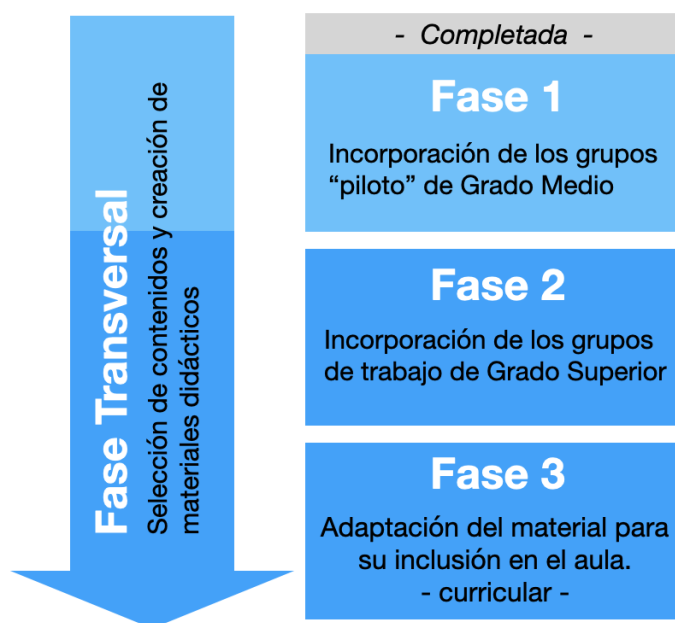 Fase Transversal
Selección de contenidos y creación de
materiales didácticos
- Completada -
Fase 1
Incorporación de los grupos
“piloto” de Grado Medio
Fase 2
Incorporación de los grupos
de trabajo de Grado Superior
Fase 3
Adaptación del material para
su inclusión en el aula.
- curricular -